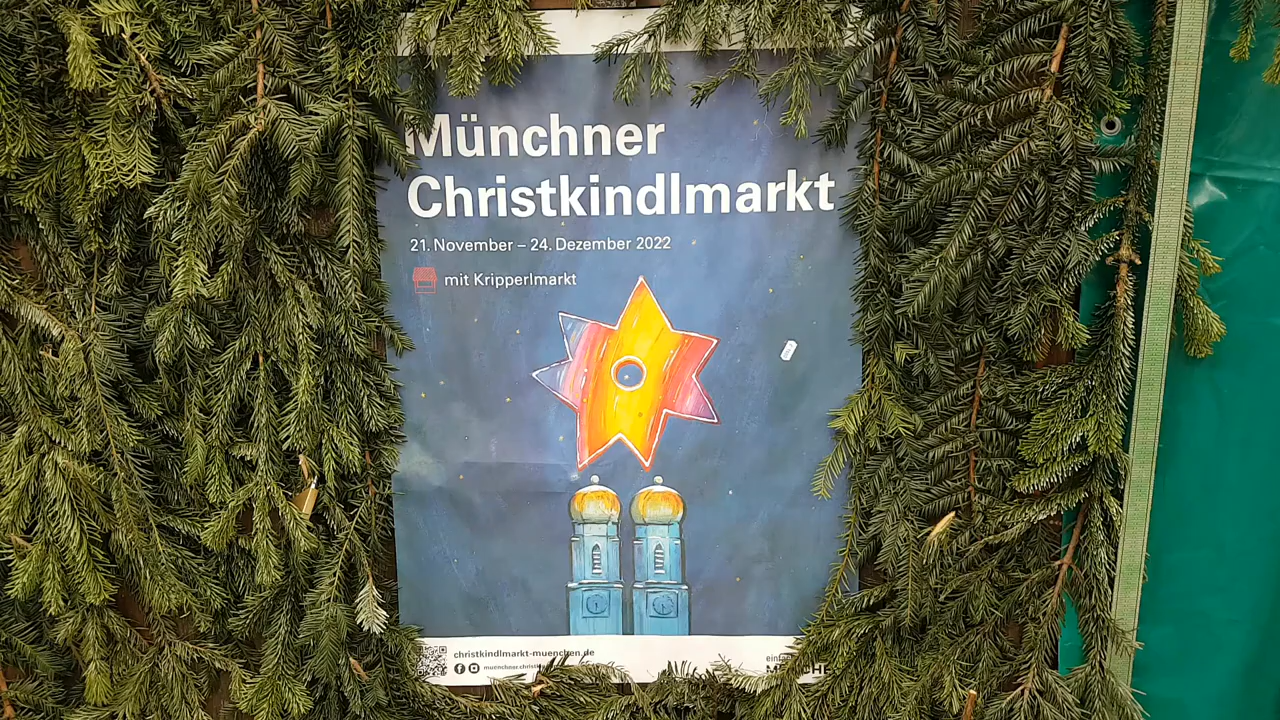 Münchner
Christkindlmarkt
21. November – 24. Dezember 2022
mit Kripperlmarkt
christkindlmarkt-muenchen.de